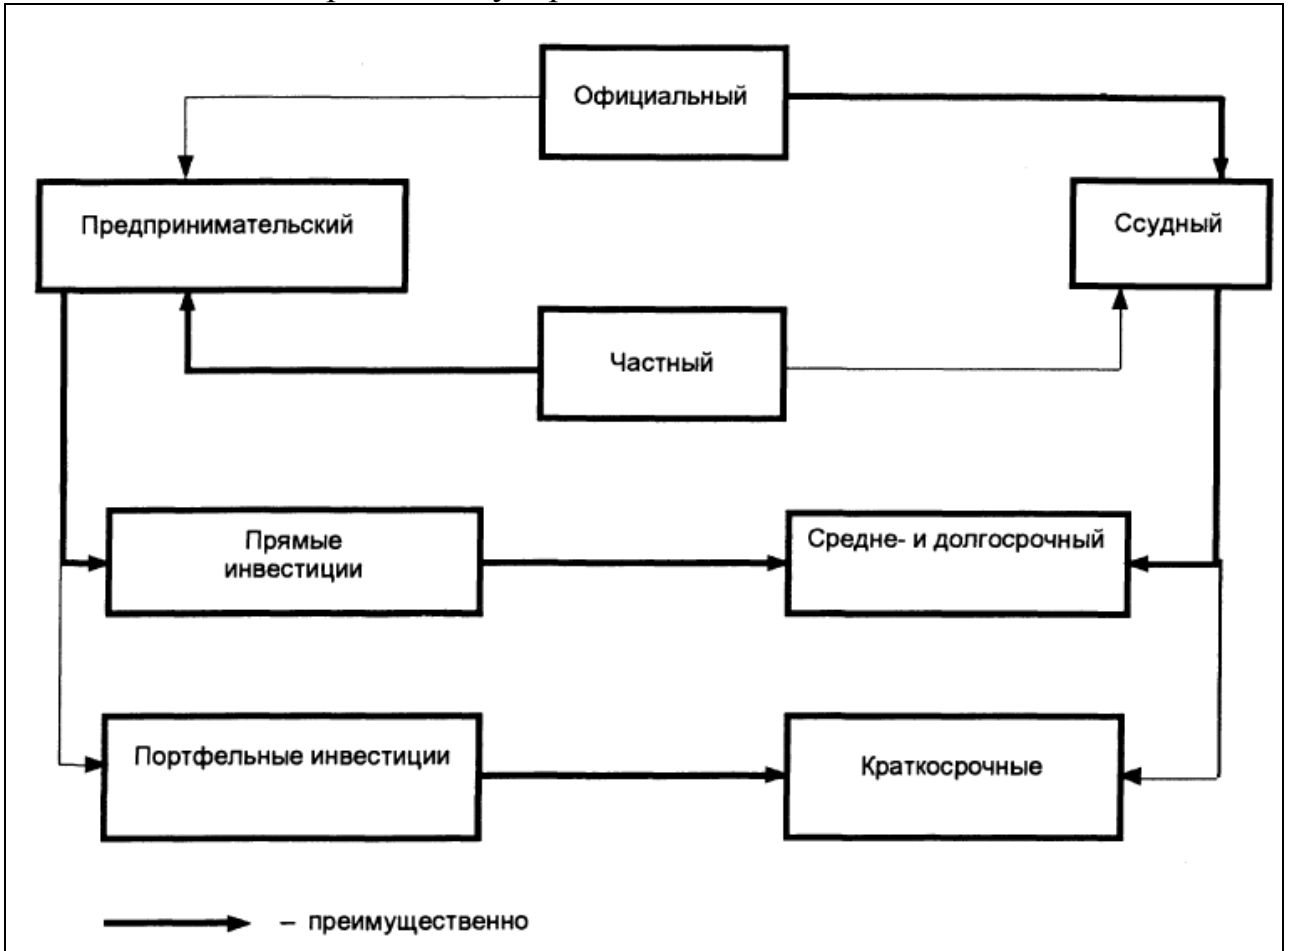 Официальный
Предпринимательский
Ссудный
Частный
Прямые
инвестиции
Средне- и долгосрочный
Портфельные инвестиции
Краткосрочные
– преимущественно